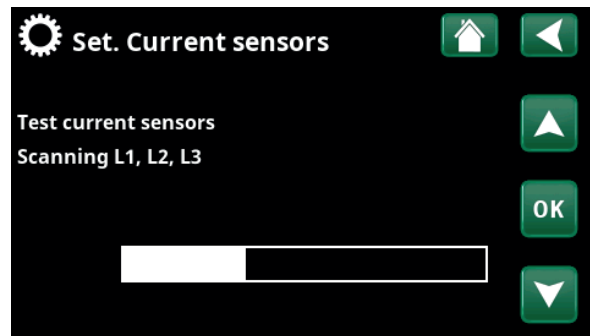 Set. Current sensors
Test current sensors
Scanning L1, L2, L3
OK